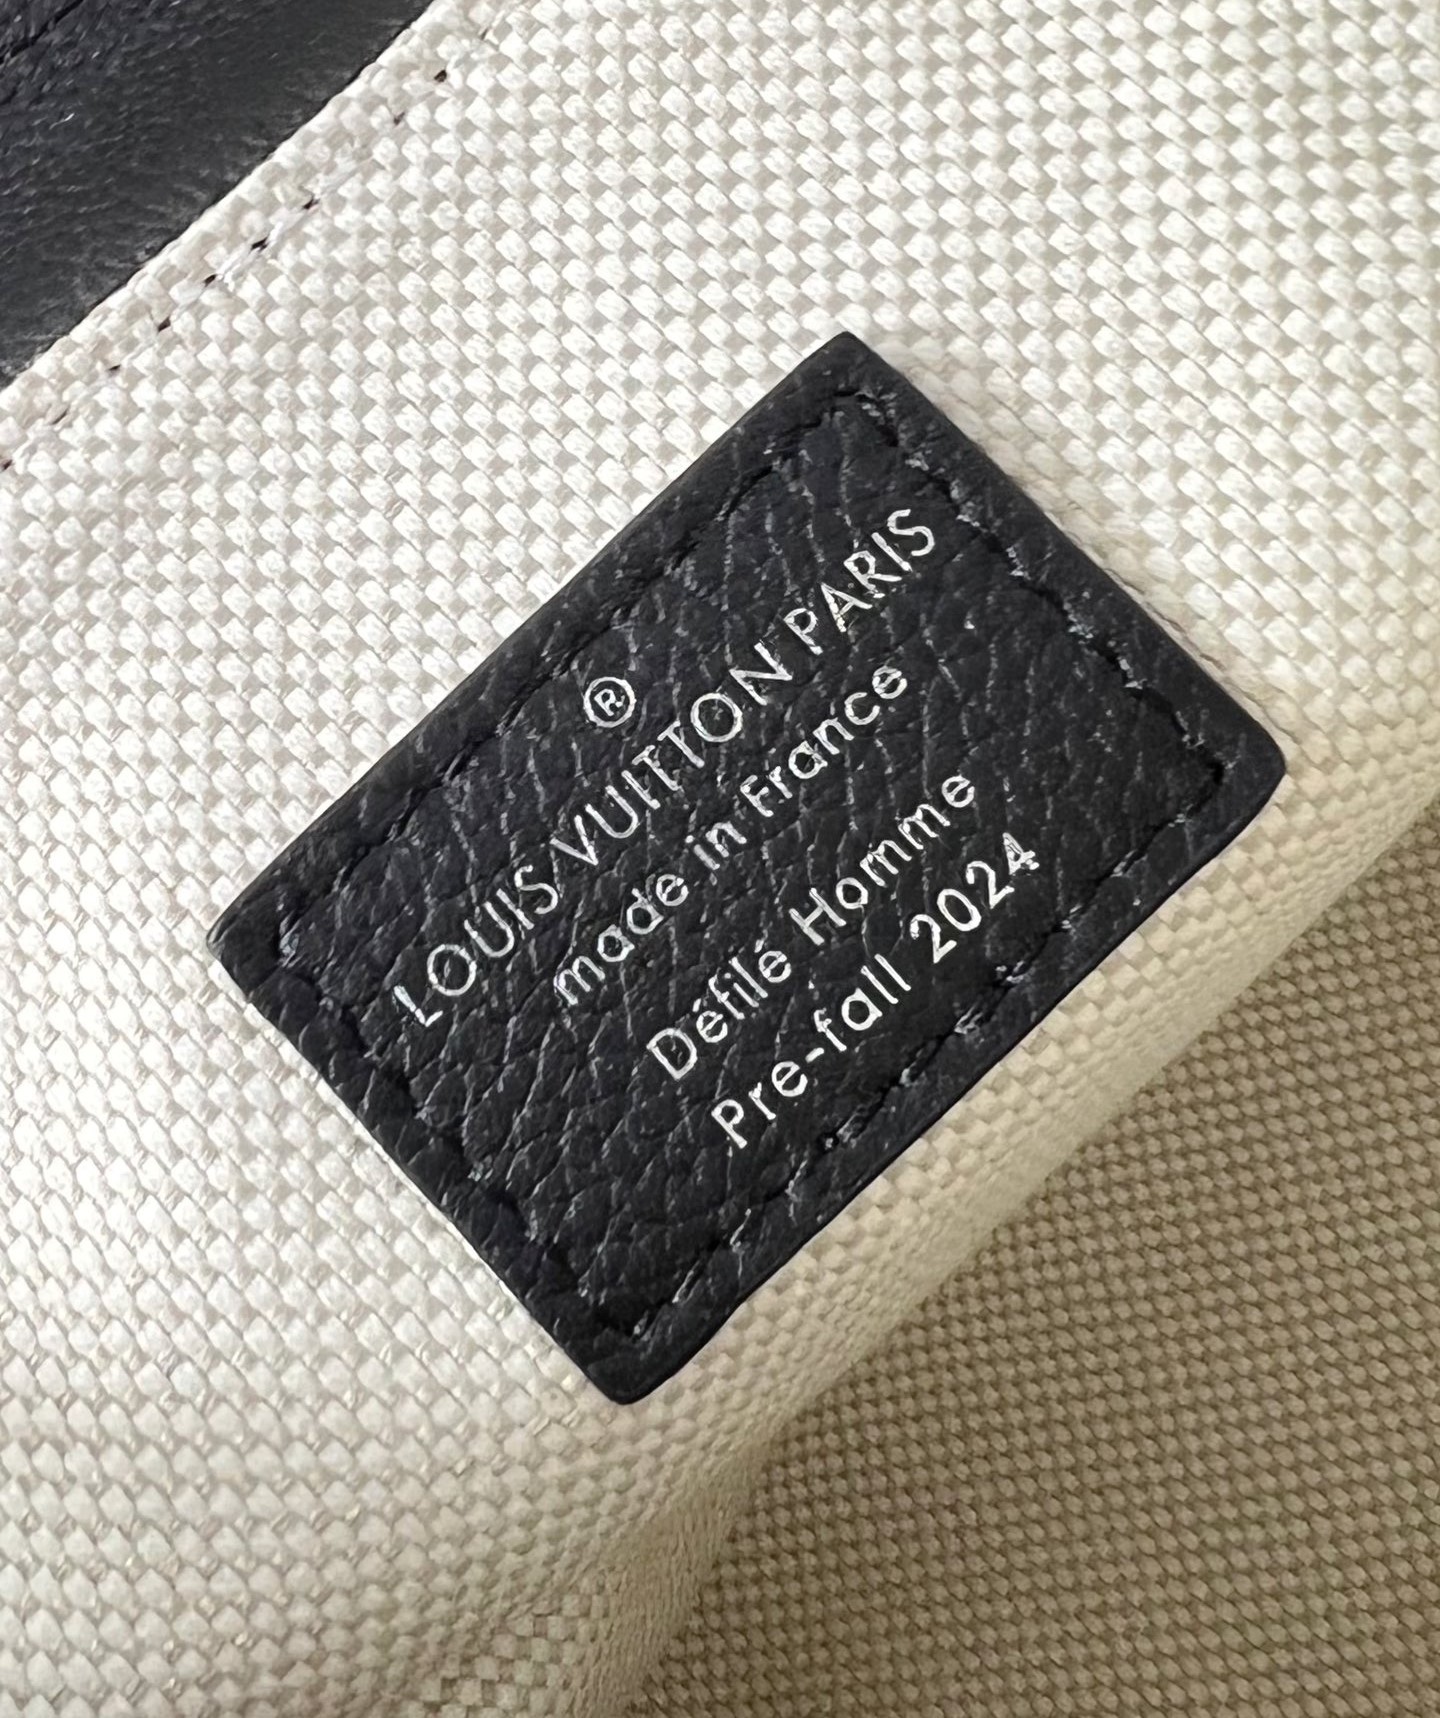 ®
LOUIS VUITTON PARIS
made in France
Défilé Homme
Pre-fall 2024